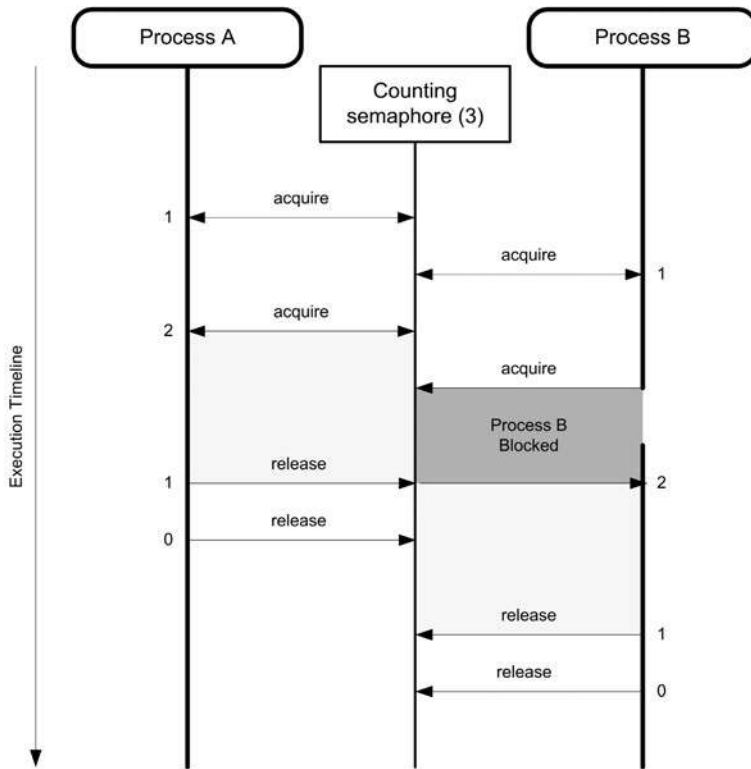 Process A
Process B
Counting
semaphore (3)
acquire
1
acquire
1
acquire
2
acquire
Process B
Blocked
release
1
2
release
0
release
1
release
0
Execution Timeline